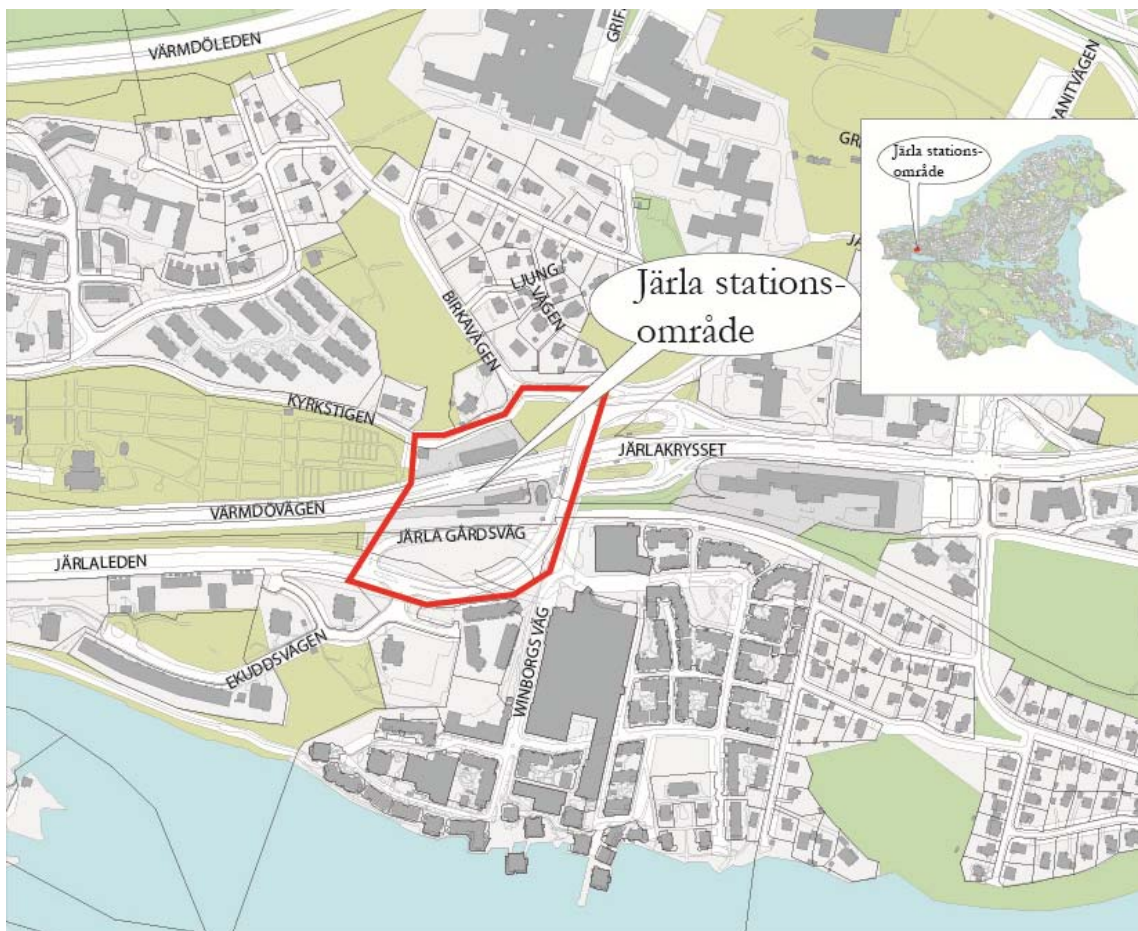 VÄRMDÖLEDEN
GRIF
ANITVÄGEN
GR
Järla stations-
område
JÄ
LJUNG
VÄGEN
BIRKAVÄGEN
Järla stations-
område
KYRKSTIGEN
JÄRLAKRYSSET
VÄRMDÖVÄGEN
JÄRLA GÅRDSVÄG
JÄRLALEDEN
EKUDDSVÄGEN
WINBORGS VÄG